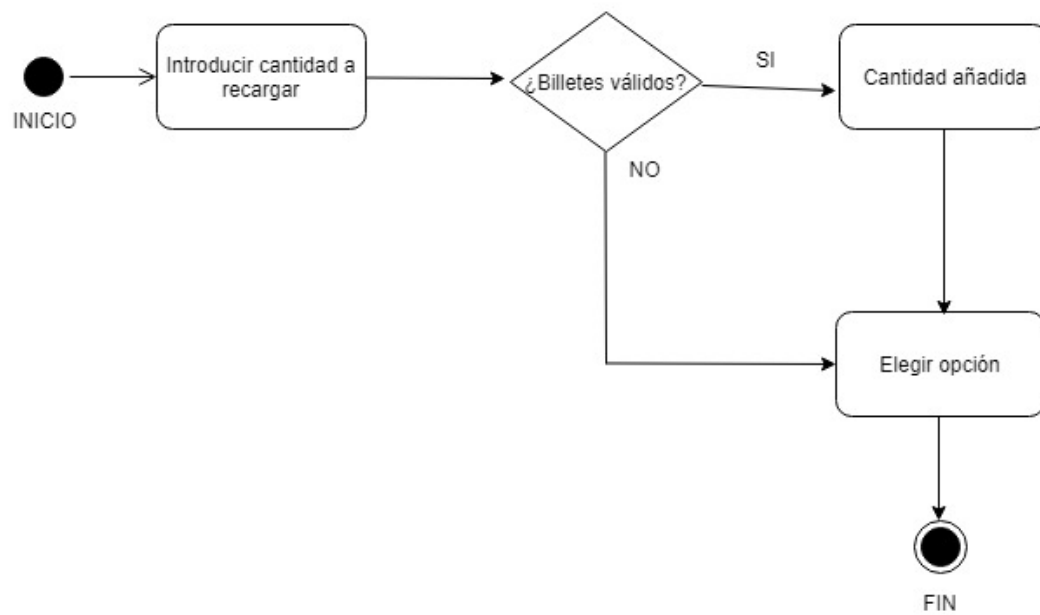 INICIO
Introducir cantidad a
recargar
¿Billetes válidos?
SI
Cantidad añadida
NO
Elegir opción
FIN